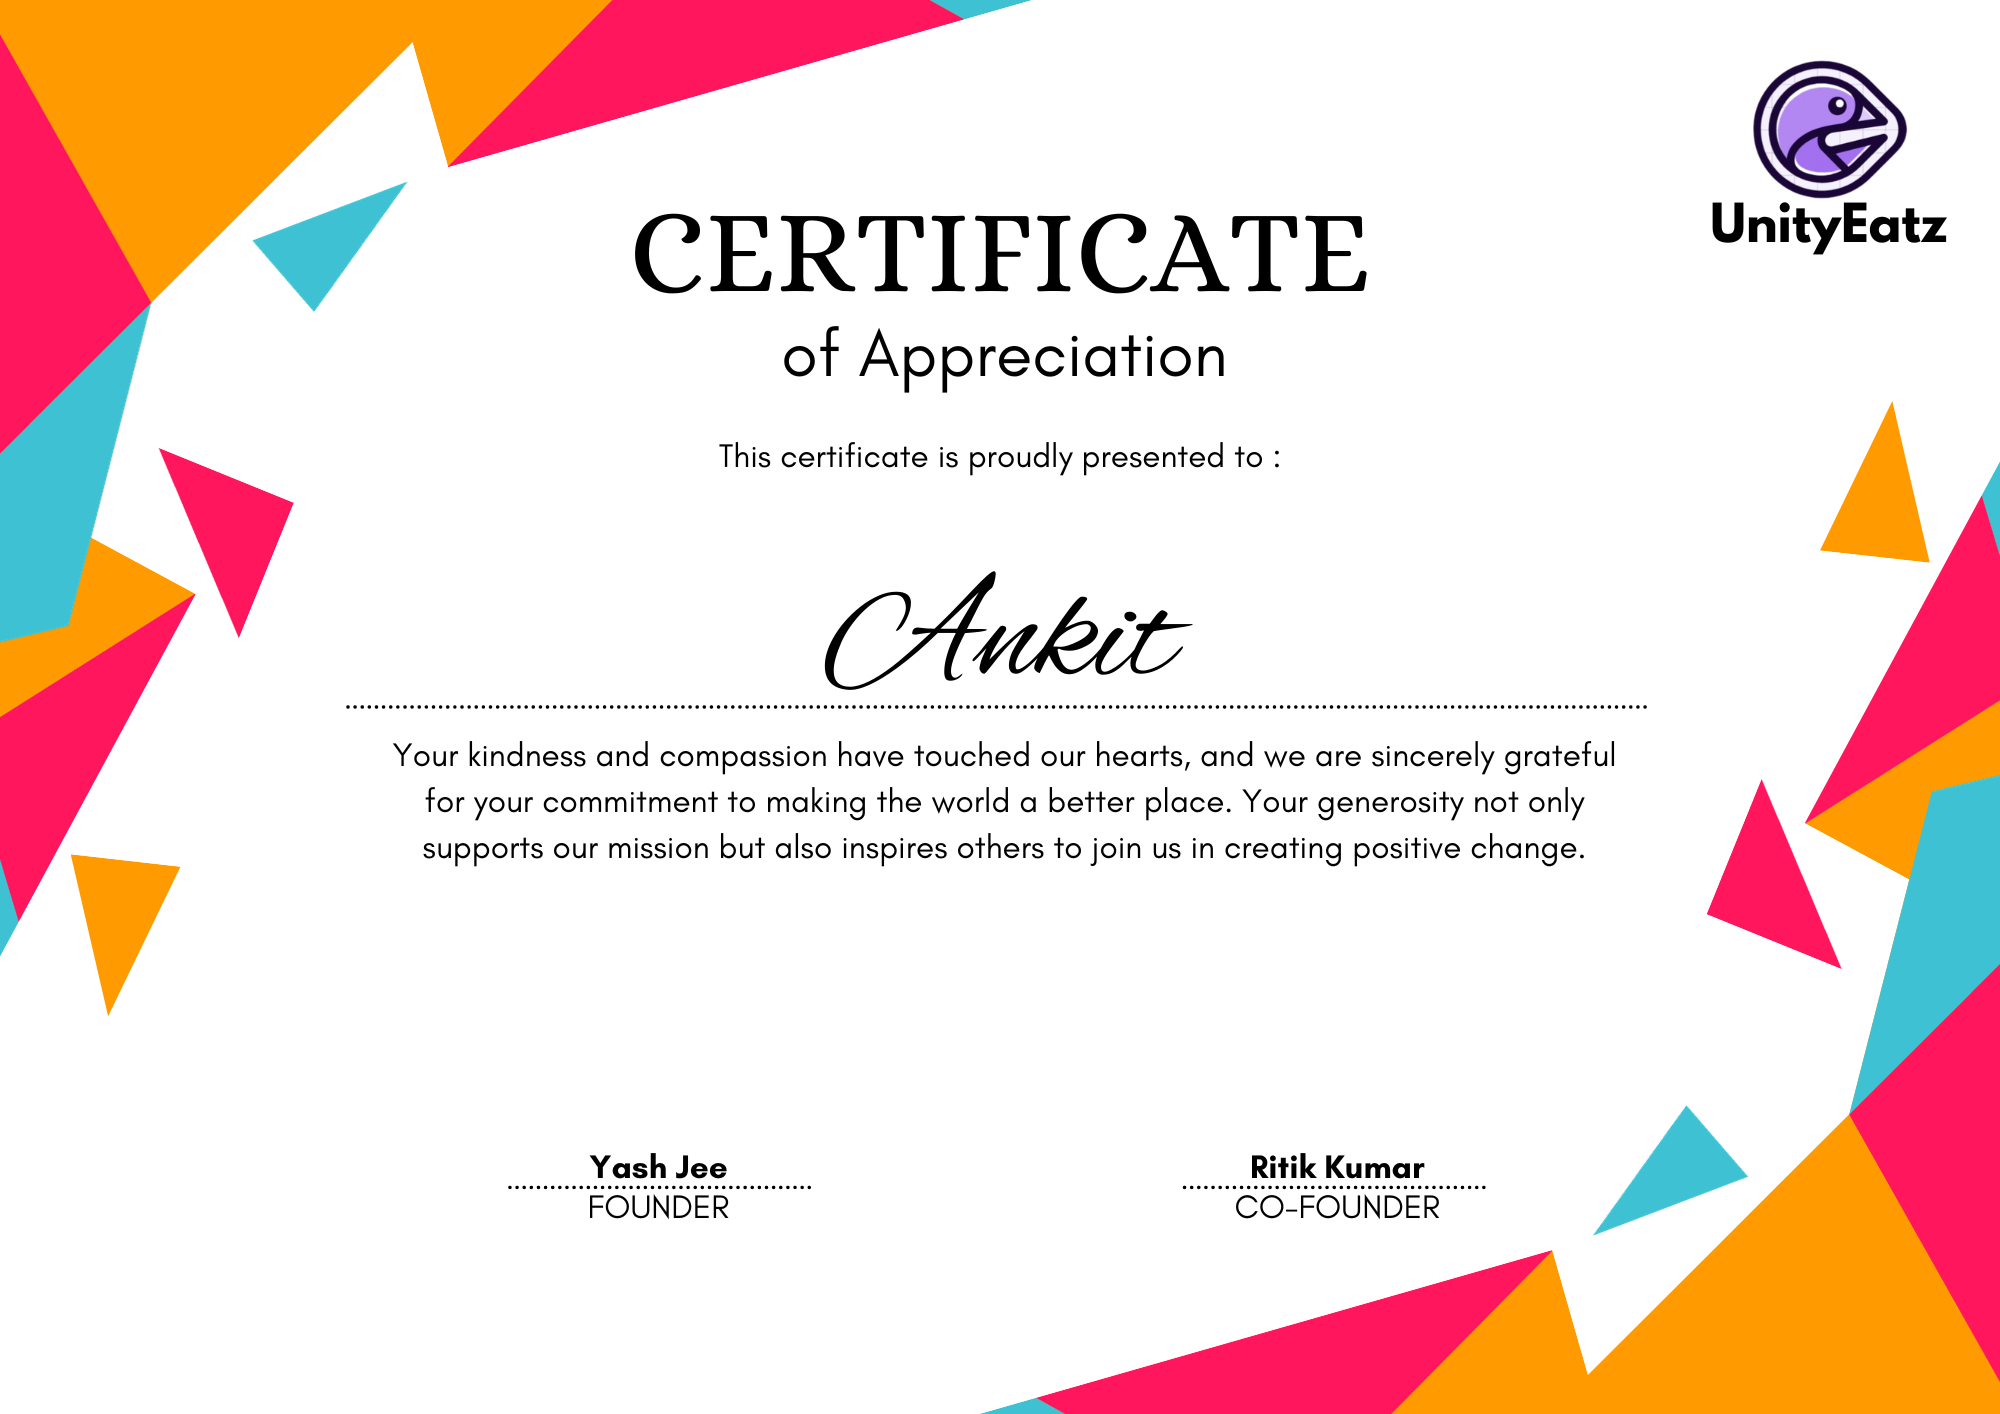 UnityEatz
CERTIFICATE
of Appreciation
This certificate is proudly presented to :
Ankit
Your kindness and compassion have touched our hearts, and we are sincerely grateful
for your commitment to making the world a better place. Your generosity not only
supports our mission but also inspires others to join us in creating positive change.
Yash Jee
FOUNDER
Ritik Kumar
CO-FOUNDER